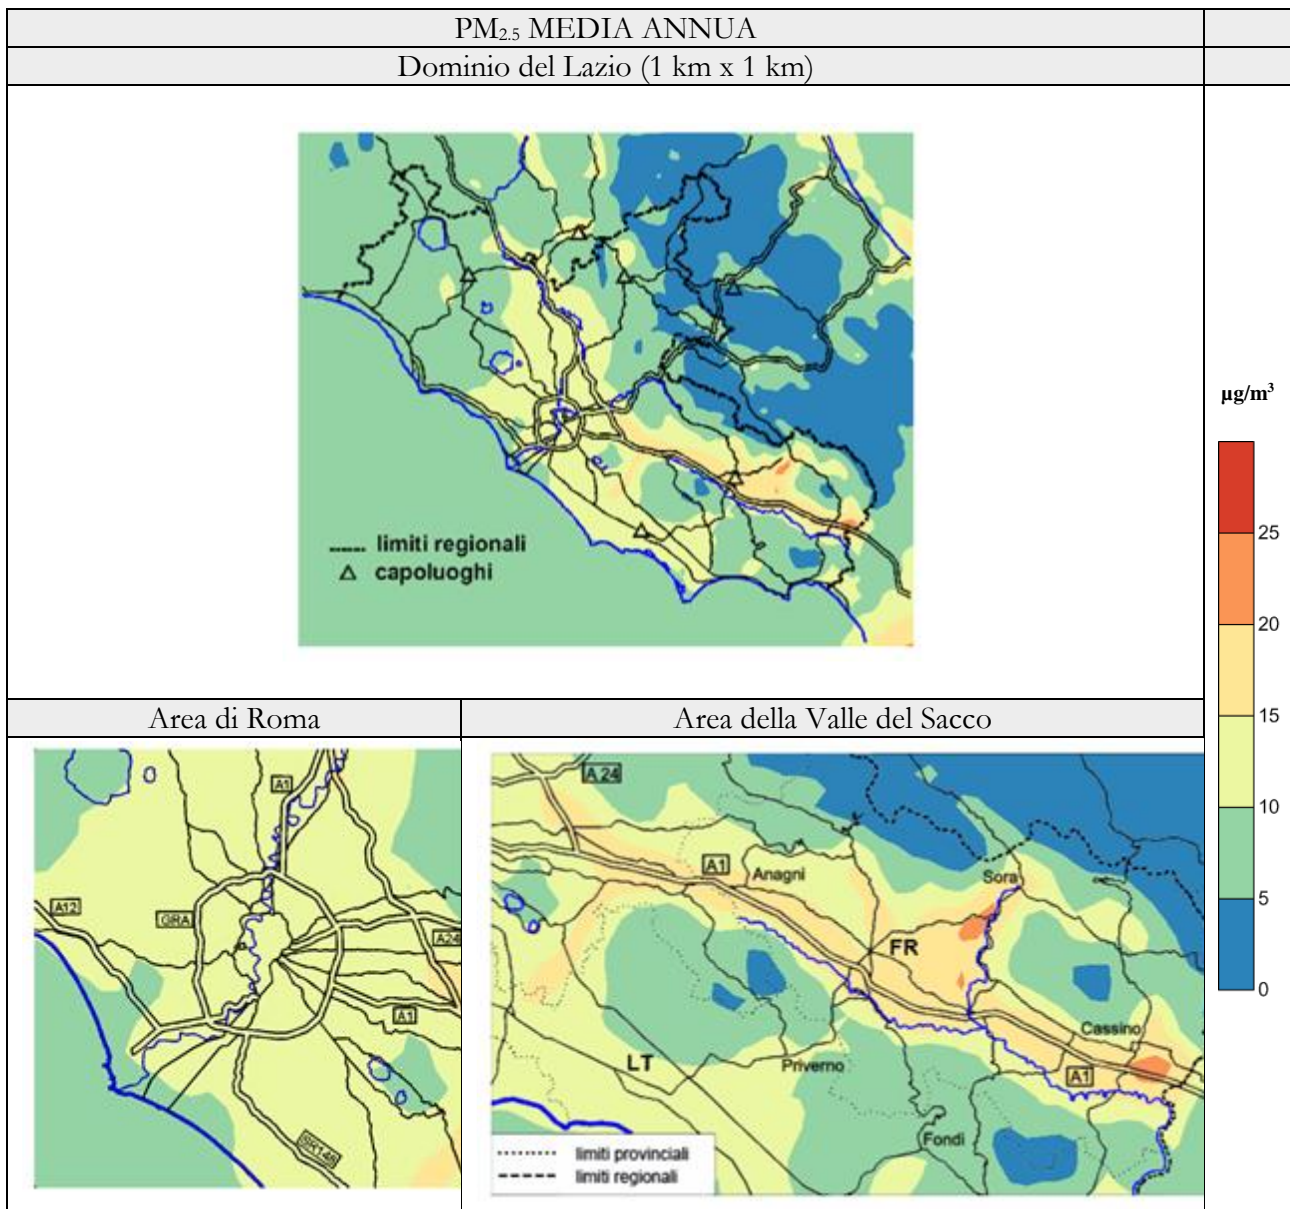 PM2.5 MEDIA ANNUA
Dominio del Lazio (1 km x 1 km)
limiti regionali
capoluoghi
µg/m³
25
20
15
10
5
0
Area di Roma
Area della Valle del Sacco
A1
A12
GRA
A24
A1
SR148
A 24
A1
Anagni
Sora
FR
Cassino
LT
Priverno
A1
Fondi
limiti provinciali
limiti regionali